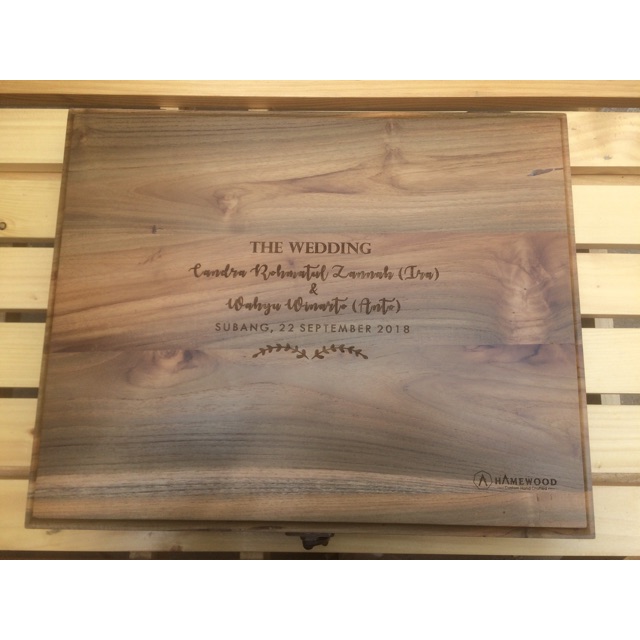 THE WEDDING
Candra Rohmatul Zannah (Ira)
&
Wahyu Winarto (Anto)
SUBANG, 22 SEPTEMBER 2018
HAMEWOOD